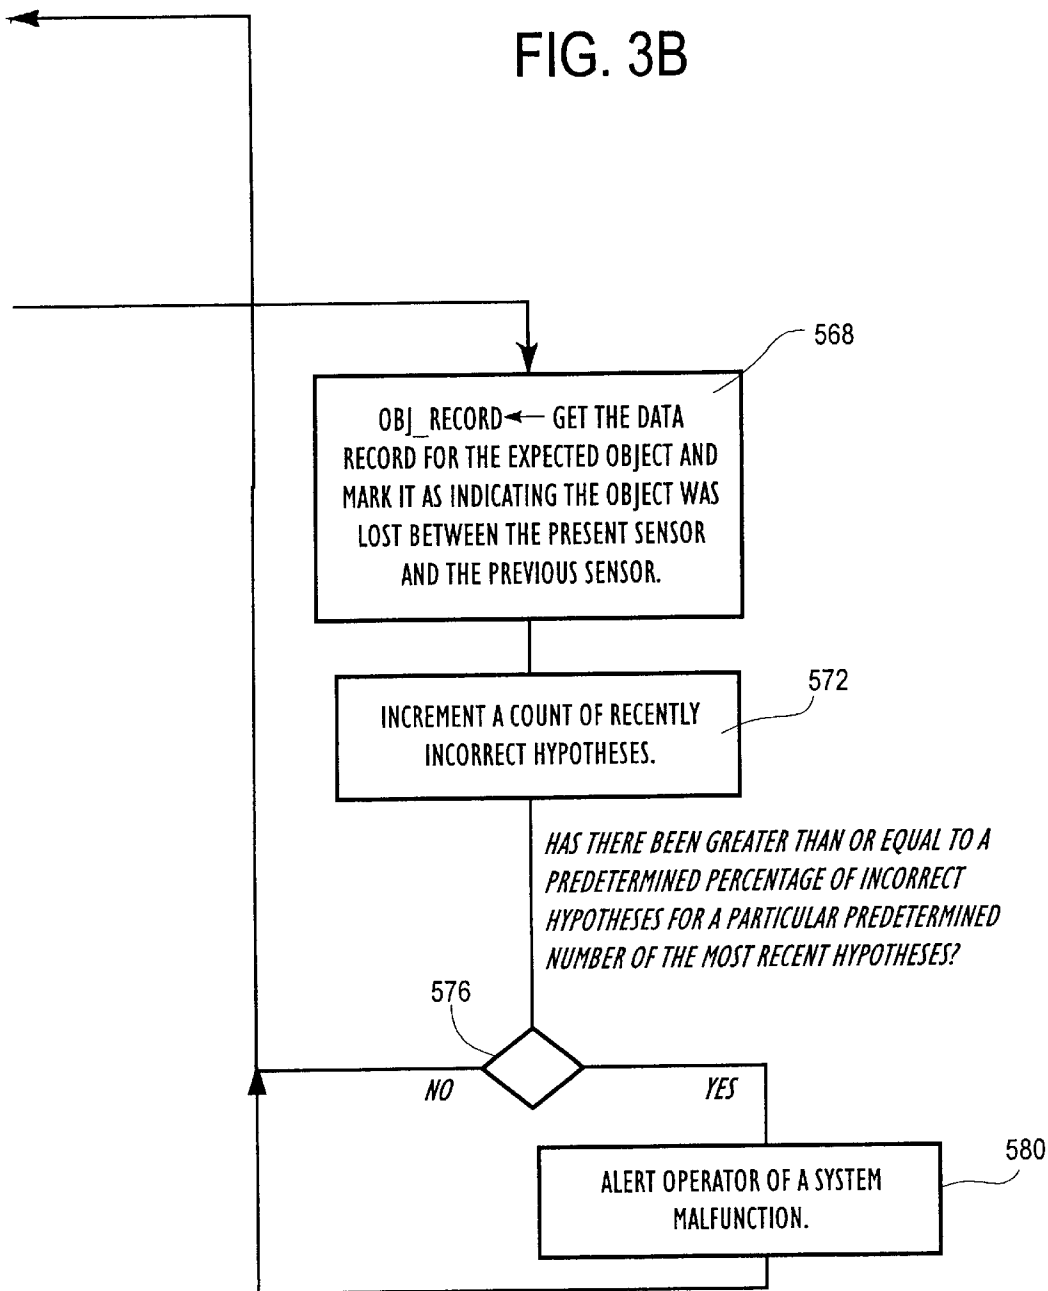 FIG. 3B
568
OBJ_RECORD← GET THE DATA
RECORD FOR THE EXPECTED OBJECT AND
MARK IT AS INDICATING THE OBJECT WAS
LOST BETWEEN THE PRESENT SENSOR
AND THE PREVIOUS SENSOR.
572
INCREMENT A COUNT OF RECENTLY
INCORRECT HYPOTHESES.
HAS THERE BEEN GREATER THAN OR EQUAL TO A
PREDETERMINED PERCENTAGE OF INCORRECT
HYPOTHESES FOR A PARTICULAR PREDETERMINED
NUMBER OF THE MOST RECENT HYPOTHESES?
576
NO
YES
580
ALERT OPERATOR OF A SYSTEM
MALFUNCTION.